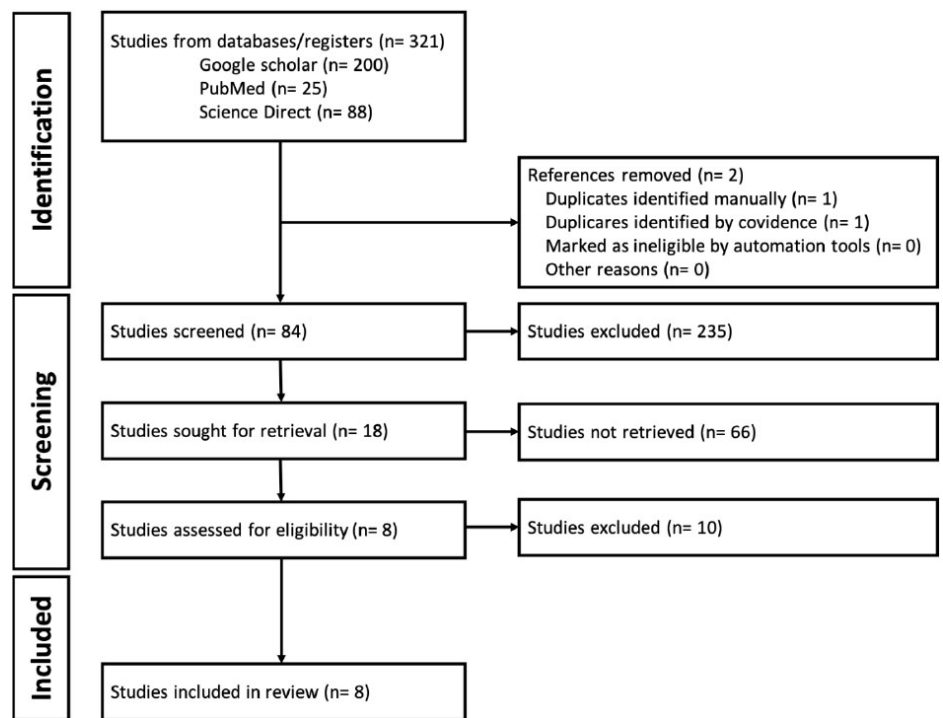 Identification
Studies from databases/registers (n= 321)
Google scholar (n= 200)
PubMed (n= 25)
Science Direct (n= 88)
References removed (n= 2)
Duplicates identified manually (n= 1)
Duplicares identified by covidence (n= 1)
Marked as ineligible by automation tools (n= 0)
Other reasons (n= 0)
Screening
Studies screened (n= 84)
Studies excluded (n= 235)
Studies sought for retrieval (n= 18)
Studies not retrieved (n= 66)
Studies assessed for eligibility (n= 8)
Studies excluded (n= 10)
Included
Studies included in review (n= 8)